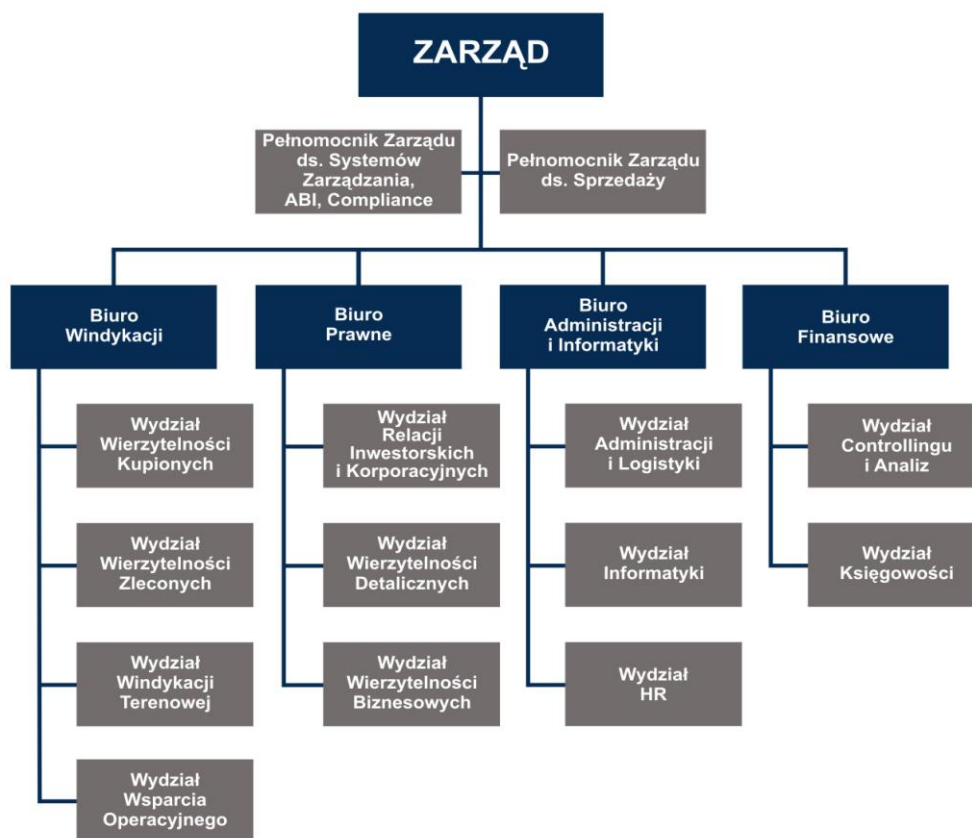 ZARZĄD
Pełnomocnik Zarządu
ds. Systemów
Zarządzania,
ABI, Compliance
Pełnomocnik Zarządu
ds. Sprzedaży
Biuro
Windykacji
Biuro
Prawne
Biuro
Administracji
i Informatyki
Biuro
Finansowe
Wydział
Wierzytelności
Kupionych
Wydział
Wierzytelności
Zleconych
Wydział
Windykacji
Terenowej
Wydział
Wsparcia
Operacyjnego
Wydział
Relacji
Inwestorskich
i Korporacyjnych
Wydział
Wierzytelności
Detalicznych
Wydział
Wierzytelności
Biznesowych
Wydział
Administracji
i Logistyki
Wydział
Informatyki
Wydział
HR
Wydział
Controllingu
i Analiz
Wydział
Księgowości